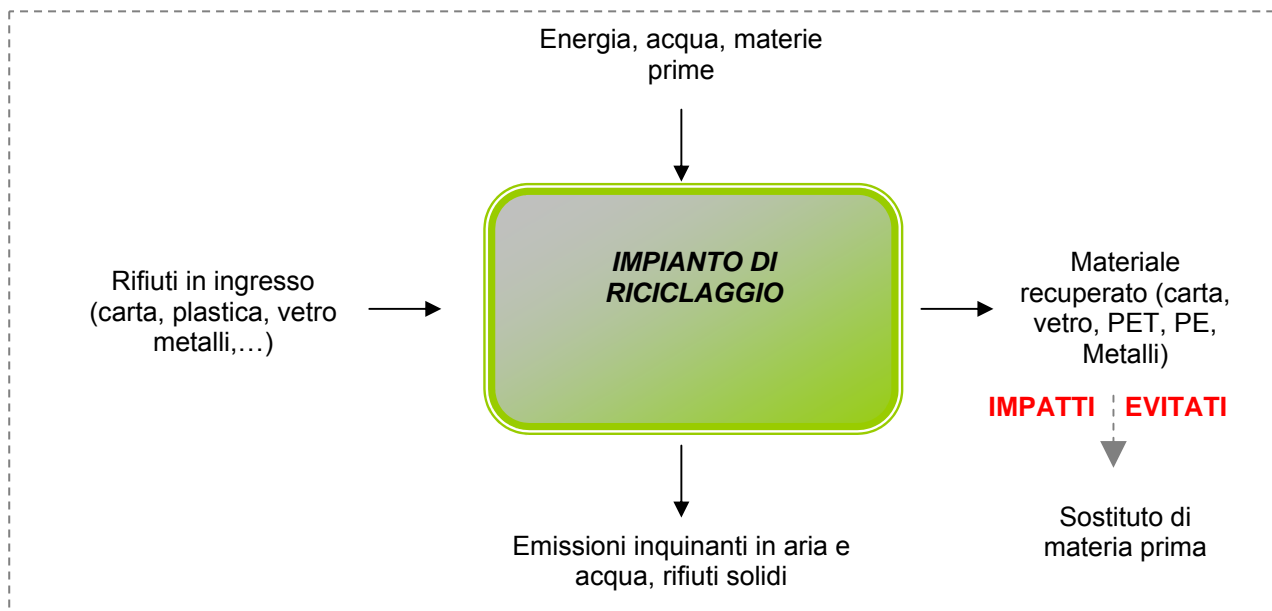 Energia, acqua, materie
prime
IMPIANTO DI
RICICLAGGIO
Rifiuti in ingresso
(carta, plastica, vetro
metalli,…)
Materiale
recuperato (carta,
vetro, PET, PE,
Metalli)
IMPATTI EVITATI
Sostituto di
materia prima
Emissioni inquinanti in aria e
acqua, rifiuti solidi